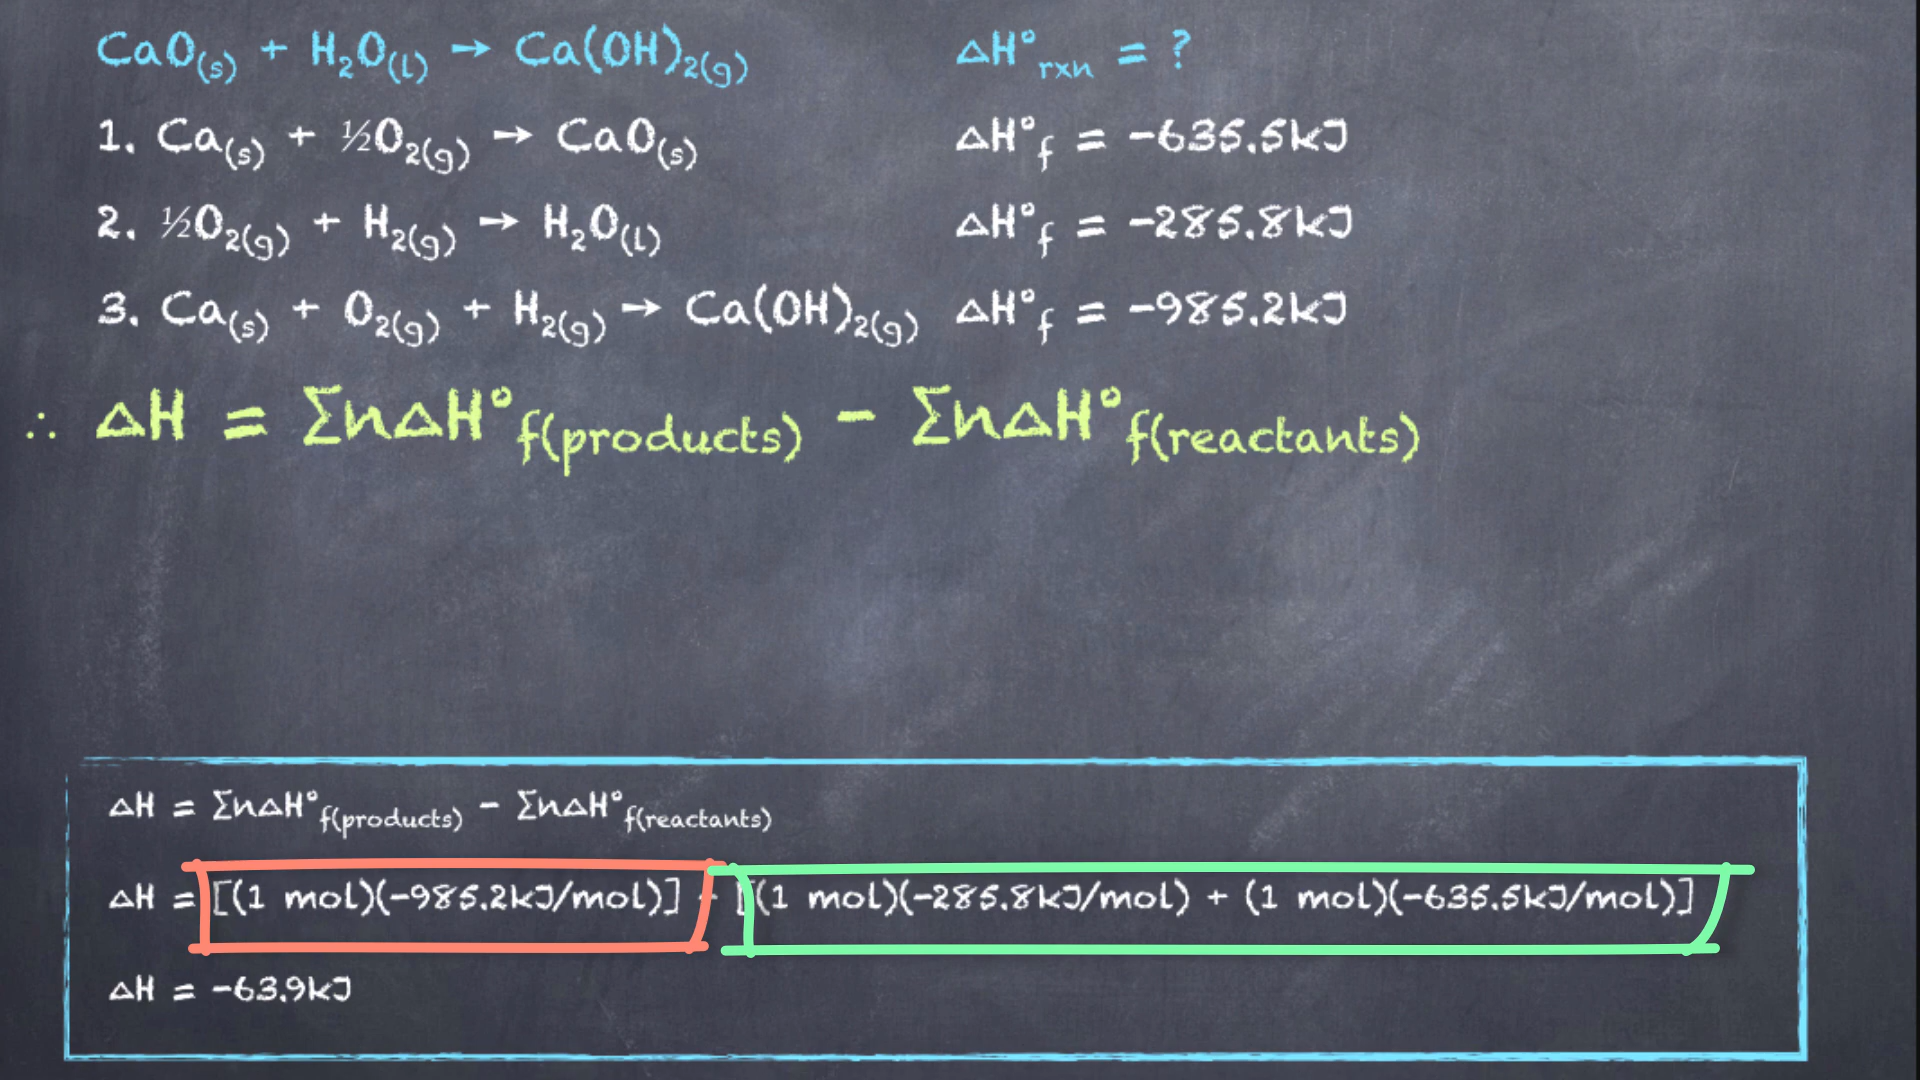 CaO(s) + H₂O(l) → Ca(OH)₂(g) ΔH°rxn = ?
1. Ca(s) + ½O₂(g) → CaO(s) ΔH°f = -635.5kJ
2. ½O₂(g) + H₂(g) → H₂O(l) ΔH°f = -285.8kJ
3. Ca(s) + O₂(g) + H₂(g) → Ca(OH)₂(g) ΔH°f = -985.2kJ
∴ ΔH = ΣnΔH°f(products) - ΣnΔH°f(reactants)
ΔH = ΣnΔH°f(products) - ΣnΔH°f(reactants)
ΔH = [(1 mol)(-985.2kJ/mol)] - [(1 mol)(-285.8kJ/mol) + (1 mol)(-635.5kJ/mol)]
ΔH = -63.9kJ